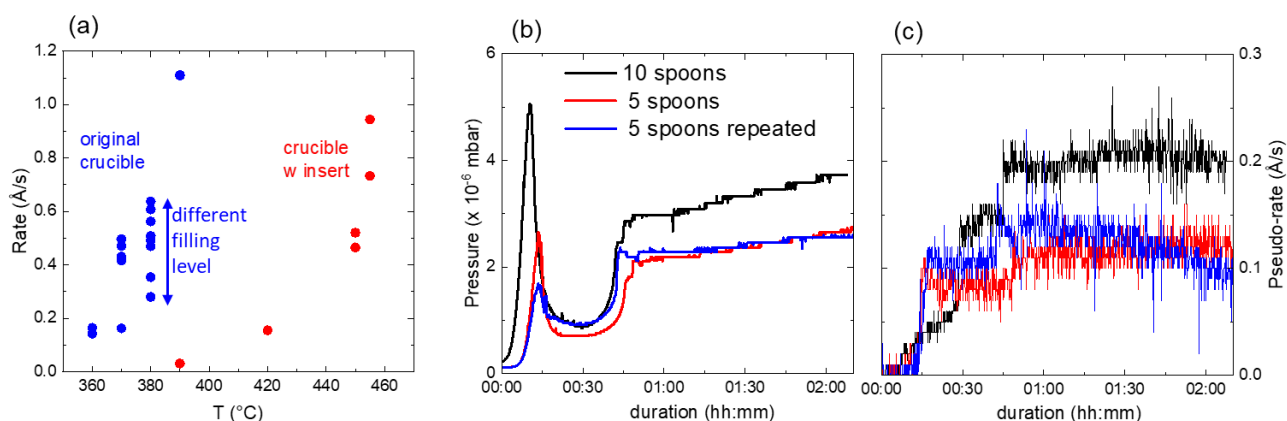 (a)
Rate (Å/s)
1.2
1.0
0.8
0.6
0.4
0.2
0.0
original
crucible
different
filling
level
crucible
w insert
360 380 400 420 440 460
T (°C)
(b)
Pressure (x 10⁻⁶ mbar)
6
4
2
0
10 spoons
5 spoons
5 spoons repeated
00:00 00:30 01:00 01:30 02:00
duration (hh:mm)
(c)
0.3
0.2
0.1
0.0
Pseudo-rate (Å/s)
00:00 00:30 01:00 01:30 02:00
duration (hh:mm)